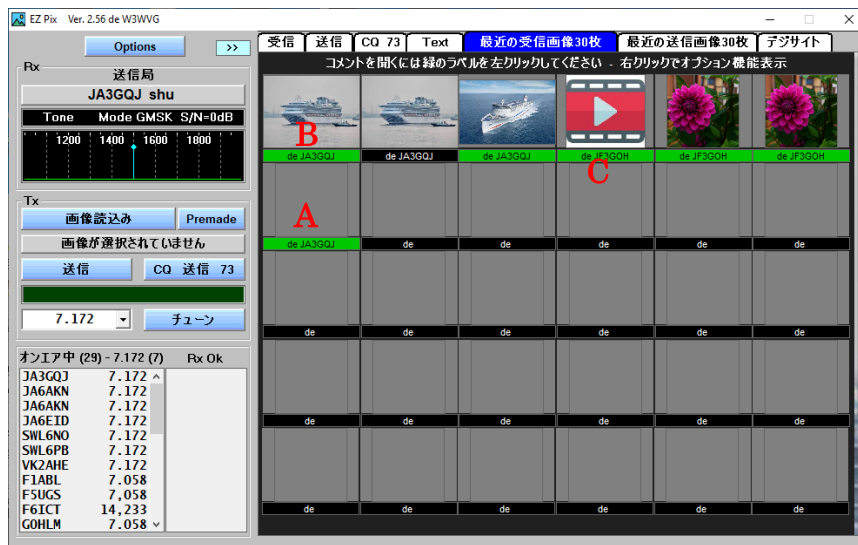 EZ Pix Ver. 2.56 de W3WVG
Options
>>
Rx
送信局
JA3GQJ shu
Tone Mode GMSK S/N=0dB
1200 1400 1600 1800
Tx
画像読込み
Premade
画像が選択されていません
送信
CQ 送信 73
7.172
チューン
オンエア中 (29) - 7.172 (7) Rx Ok
JA3GQJ 7.172
JA6AKN 7.172
JA6AKN 7.172
JA6EID 7.172
SWL6NO 7.172
SWL6PB 7.172
VK2AHE 7.172
F1ABL 7.058
F5UGS 7,058
F6ICT 14,233
G0HLM 7.058
受信 送信 CQ 73 Text 最近の受信画像30枚 最近の送信画像30枚 デジサイト
コメントを開くには緑のラベルを左クリックしてください - 右クリックでオプション機能表示
B
de JA3GQJ de JA3GQJ de JA3GQJ de JF3GOH de JF3GOH de JF3GOH
C
A
de JA3GQJ de de de de de
de de de de de de
de de de de de de
de de de de de de